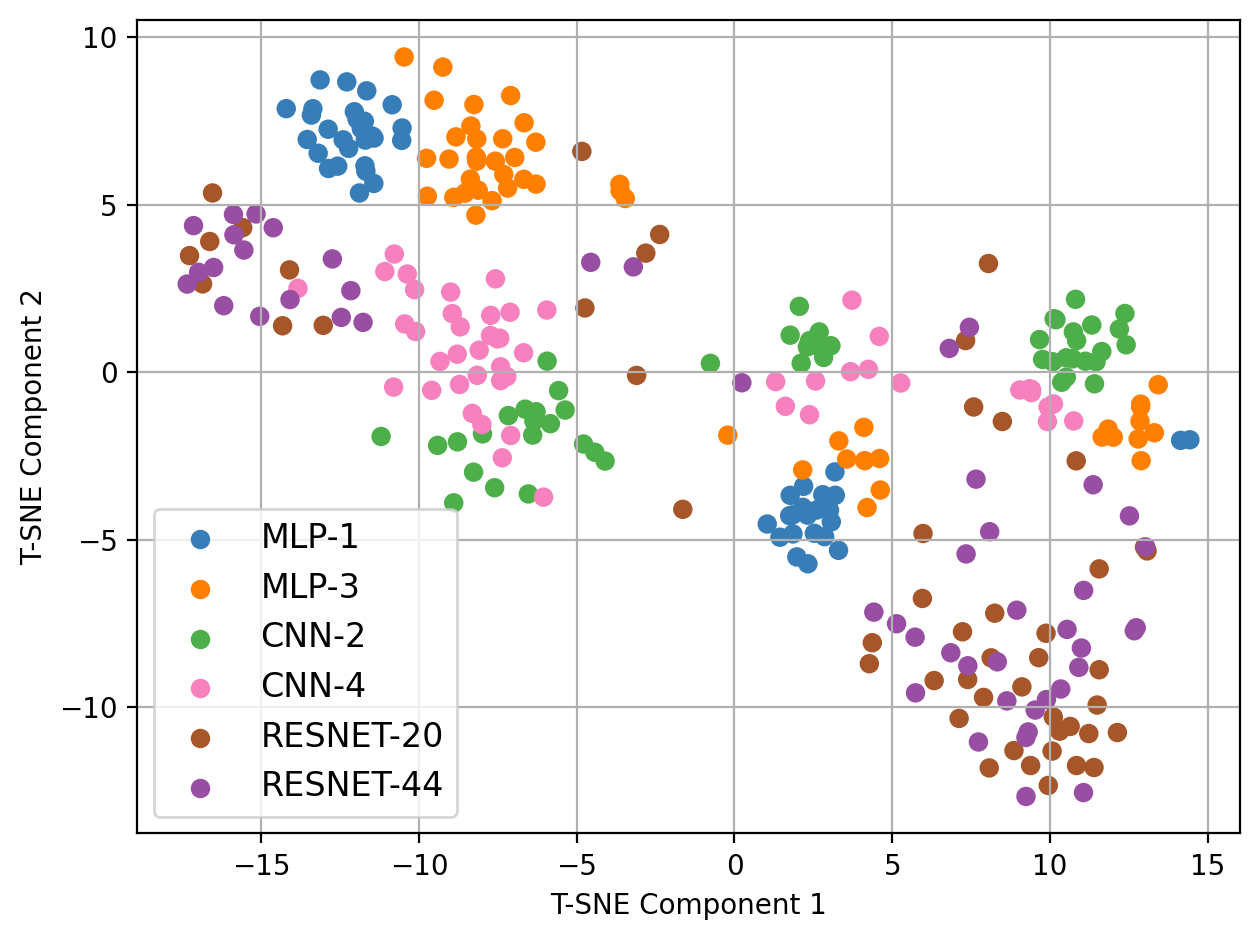 10
5
0
−5
−10
T-SNE Component 2
MLP-1
MLP-3
CNN-2
CNN-4
RESNET-20
RESNET-44
−15 −10 −5 0 5 10 15
T-SNE Component 1